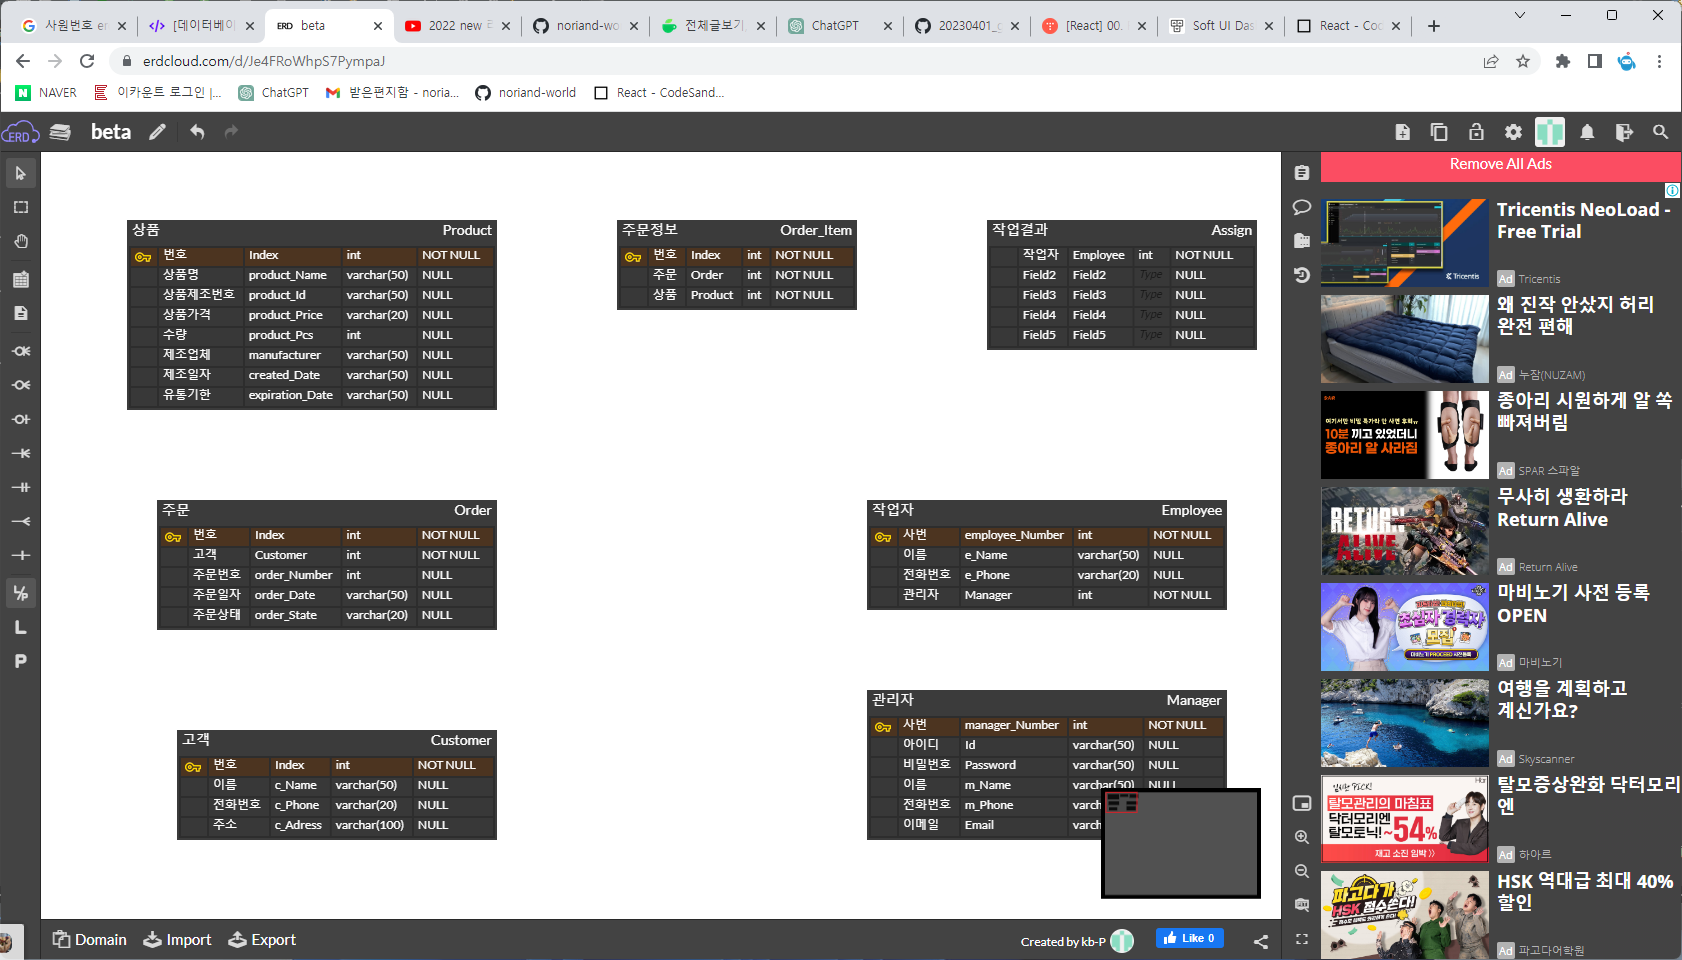 사원번호 er
[데이터베이
beta
2022 new 리
noriand-wo
전체글보기
ChatGPT
20230401_g
[React] 00.
Soft UI Das
React - Co
erdcloud.com/d/Je4FRoWhpS7PympaJ
NAVER
이카운트 로그인 |...
ChatGPT
받은편지함 - noria...
noriand-world
React - CodeSand...
ERD
beta
Remove All Ads
상품 Product
번호 Index int NOT NULL
상품명 product_Name varchar(50) NULL
상품제조번호 product_Id varchar(50) NULL
상품가격 product_Price varchar(20) NULL
수량 product_Pcs int NULL
제조업체 manufacturer varchar(50) NULL
제조일자 created_Date varchar(50) NULL
유통기한 expiration_Date varchar(50) NULL
주문정보 Order_Item
번호 Index int NOT NULL
주문 Order int NOT NULL
상품 Product int NOT NULL
작업결과 Assign
작업자 Employee int NOT NULL
Field2 Field2 Type NULL
Field3 Field3 Type NULL
Field4 Field4 Type NULL
Field5 Field5 Type NULL
주문 Order
번호 Index int NOT NULL
고객 Customer int NOT NULL
주문번호 order_Number int NULL
주문일자 order_Date varchar(50) NULL
주문상태 order_State varchar(20) NULL
작업자 Employee
사번 employee_Number int NOT NULL
이름 e_Name varchar(50) NULL
전화번호 e_Phone varchar(20) NULL
관리자 Manager int NOT NULL
고객 Customer
번호 Index int NOT NULL
이름 c_Name varchar(50) NULL
전화번호 c_Phone varchar(20) NULL
주소 c_Adress varchar(100) NULL
관리자 Manager
사번 manager_Number int NOT NULL
아이디 Id varchar(50) NULL
비밀번호 Password varchar(50) NULL
이름 m_Name varchar(50) NULL
전화번호 m_Phone varch
이메일 Email varch
L
P
Tricentis NeoLoad -
Free Trial
Tricentis
Ad Tricentis
왜 진작 안샀지 허리
완전 편해
Ad 누잠(NUZAM)
10분 끼고 있었더니
종아리 알 사라짐
종아리 시원하게 알 쏙
빠져버림
Ad SPAR 스파알
RETURN
ALIVE
무사히 생환하라
Return Alive
Ad Return Alive
초심자 경력자
모집
마비노기 사전 등록
OPEN
Ad 마비노기
여행을 계획하고
계신가요?
Ad Skyscanner
탈모관리의 마침표
닥터모리엔
탈모토닉! ~54%
재고 소진 임박 〉〉
탈모증상완화 닥터모리
엔
Ad 하아르
파고다가
HSK 점수쏜다!
HSK 역대급 최대 40%
할인
Ad 파고다어학원
Domain
Import
Export
Created by kb-P
Like 0